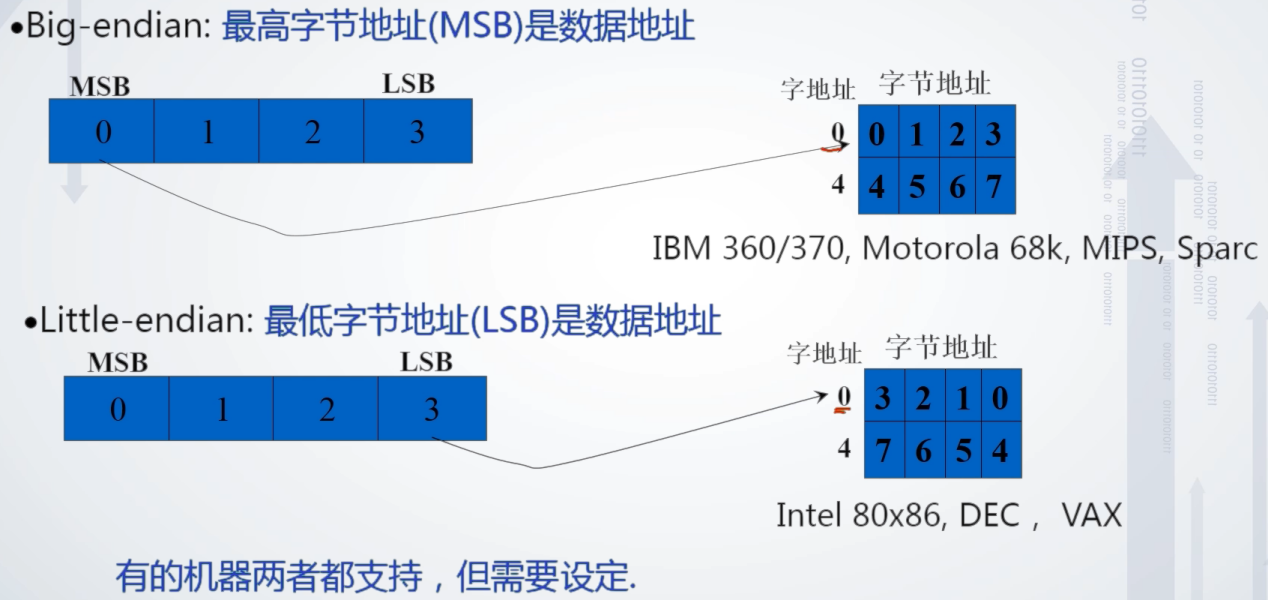 •Big-endian: 最高字节地址(MSB)是数据地址
MSB LSB
0 1 2 3
字地址 字节地址
0 0 1 2 3
4 4 5 6 7
IBM 360/370, Motorola 68k, MIPS, Sparc
•Little-endian: 最低字节地址(LSB)是数据地址
MSB LSB
0 1 2 3
字地址 字节地址
0 3 2 1 0
4 7 6 5 4
Intel 80x86, DEC , VAX
有的机器两者都支持，但需要设定.